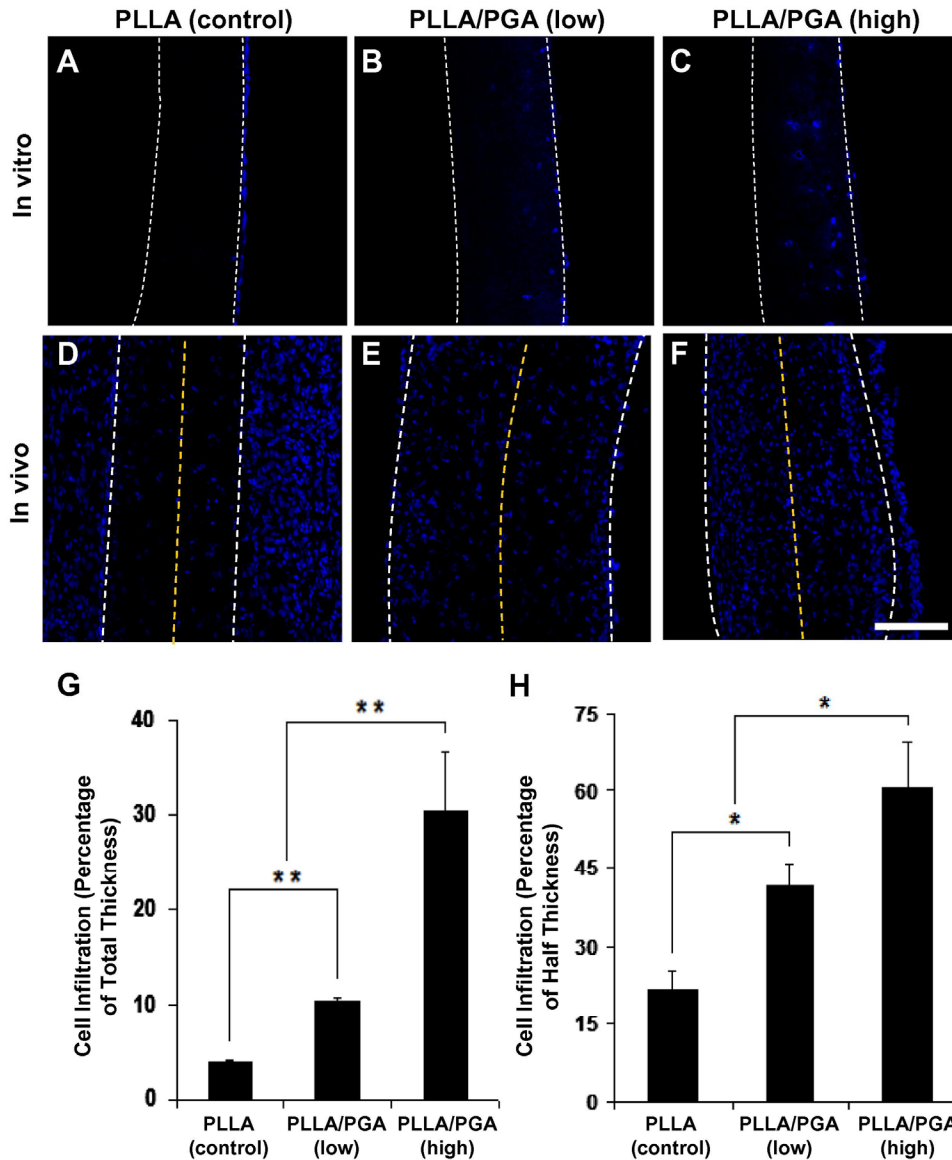 PLLA (control) PLLA/PGA (low) PLLA/PGA (high)
In vitro
A B C
In vivo
D E F
G
Cell Infiltration (Percentage
of Total Thickness)
40
30
20
10
0
**
**
PLLA
(control)
PLLA/PGA
(low)
PLLA/PGA
(high)
H
Cell Infiltration (Percentage
of Half Thickness)
75
60
45
30
15
0
*
*
PLLA
(control)
PLLA/PGA
(low)
PLLA/PGA
(high)